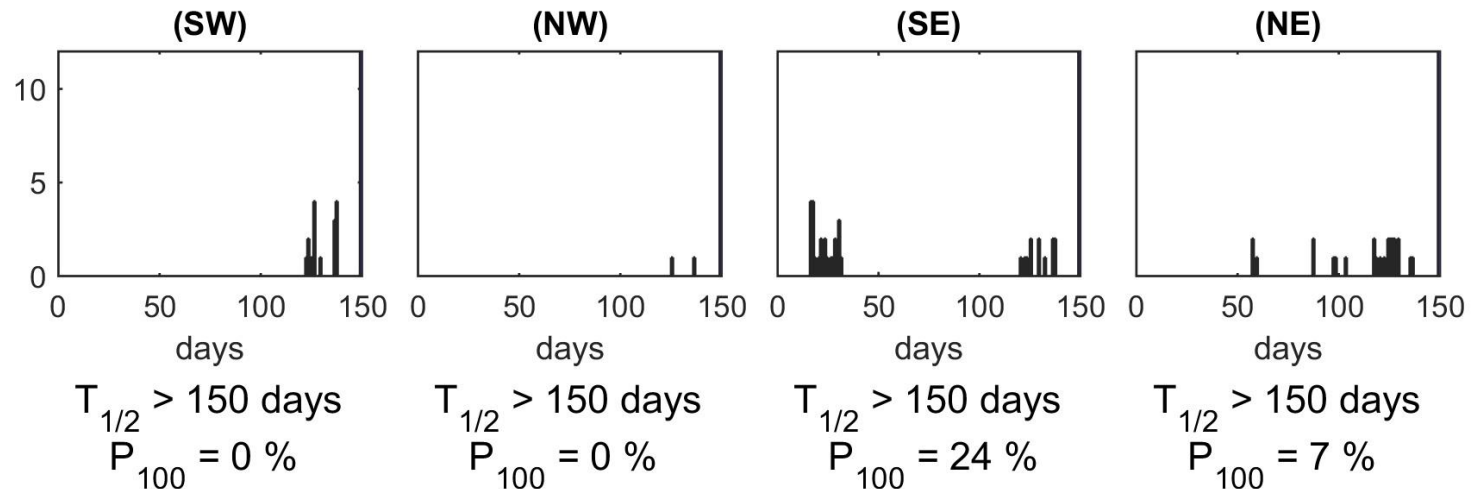 (SW) (NW) (SE) (NE)
10
5
0
0 50 100 150 0 50 100 150 0 50 100 150 0 50 100 150
days days days days
T1/2 > 150 days T1/2 > 150 days T1/2 > 150 days T1/2 > 150 days
P100 = 0 % P100 = 0 % P100 = 24 % P100 = 7 %